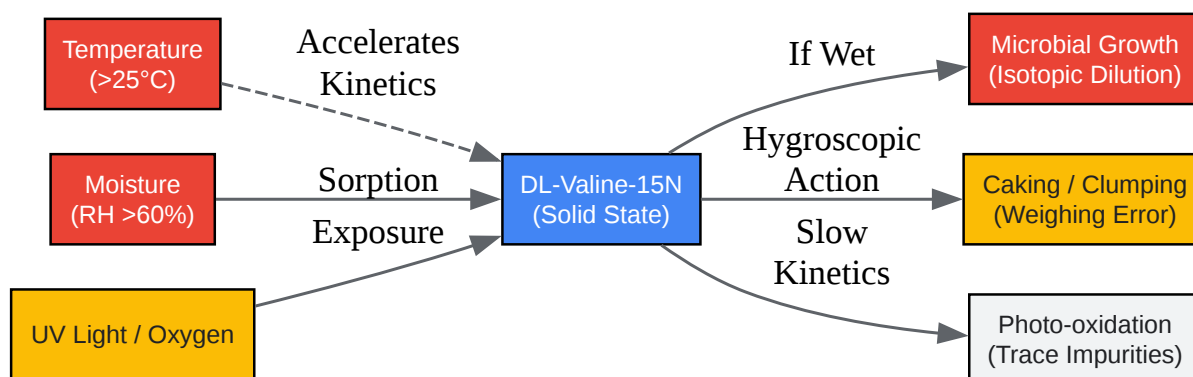 Temperature
(>25°C)
Accelerates
Kinetics
If Wet
Microbial Growth
(Isotopic Dilution)
Moisture
(RH >60%)
Sorption
DL-Valine-15N
(Solid State)
Hygroscopic
Action
Caking / Clumping
(Weighing Error)
UV Light / Oxygen
Exposure
Slow
Kinetics
Photo-oxidation
(Trace Impurities)